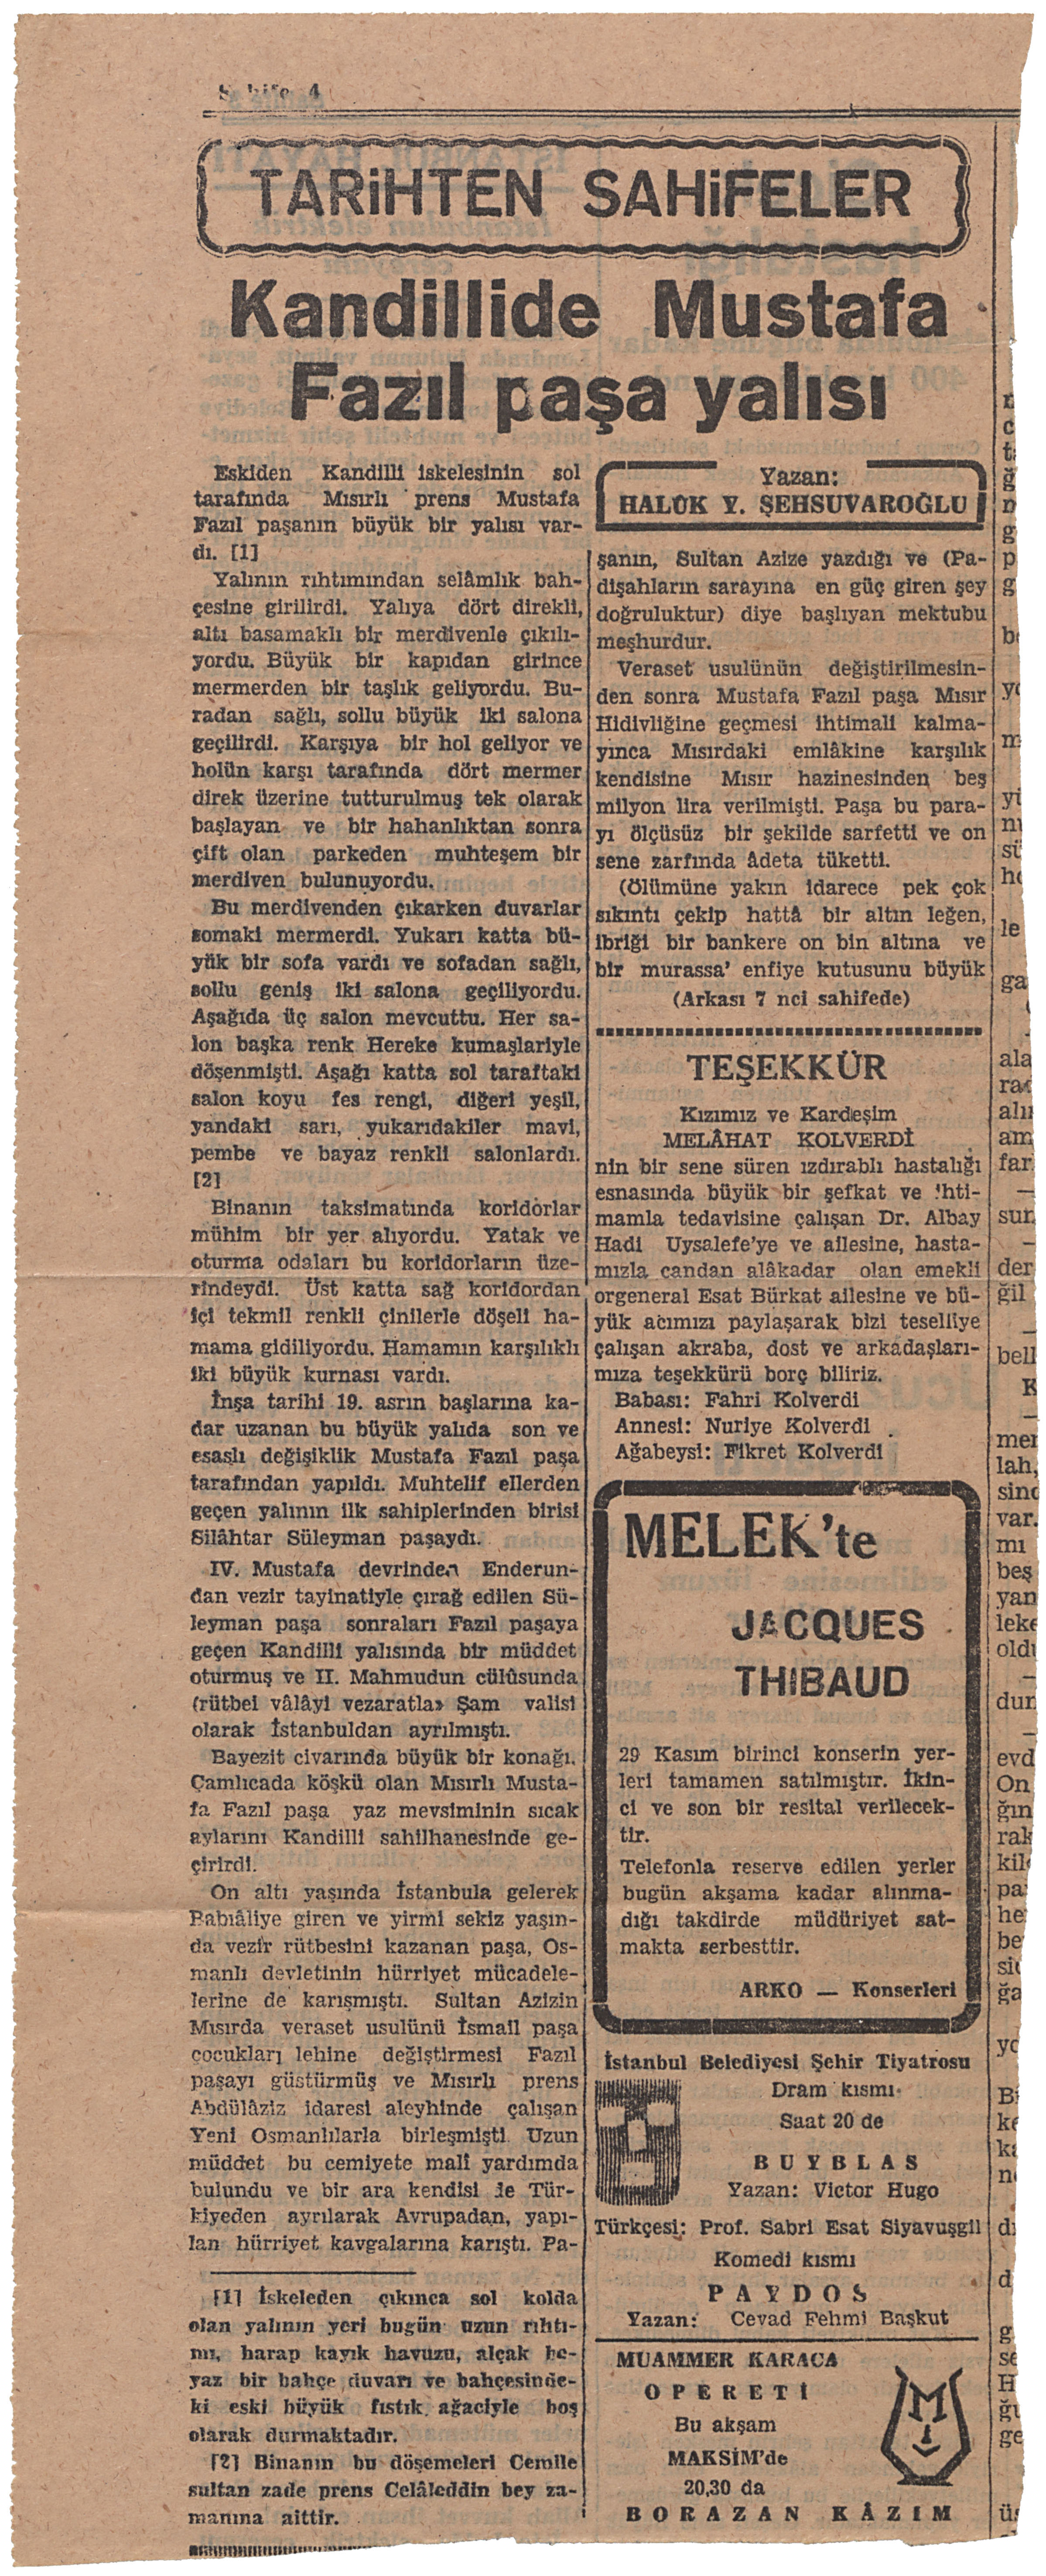 Sahife 4
TARiHTEN SAHiFELER
Kandillide Mustafa
Fazıl paşa yalısı
Eskiden Kandilli iskelesinin sol
tarafında Mısırlı prens Mustafa
Fazıl paşanın büyük bir yalısı var-
dı. [1]
Yalının rıhtımından selâmlık bah-
çesine girilirdi. Yalıya dört direkli,
altı basamaklı bir merdivenle çıkılı-
yordu. Büyük bir kapıdan girince
mermerden bir taşlık geliyordu. Bu-
radan sağlı, sollu büyük iki salona
geçilirdi. Karşıya bir hol geliyor ve
holün karşı tarafında dört mermer
direk üzerine tutturulmuş tek olarak
başlayan ve bir hahanlıktan sonra
çift olan parkeden muhteşem bir
merdiven bulunuyordu.
Bu merdivenden çıkarken duvarlar
somaki mermerdi. Yukarı katta bü-
yük bir sofa vardı ve sofadan sağlı,
sollu geniş iki salona geçiliyordu.
Aşağıda üç salon mevcuttu. Her sa-
lon başka renk Hereke kumaşlariyle
döşenmişti. Aşağı katta sol taraftaki
salon koyu fes rengi, diğeri yeşil,
yandaki sarı, yukarıdakiler mavi,
pembe ve bayaz renkli salonlardı.
[2]
Binanın taksimatında koridorlar
mühim bir yer alıyordu. Yatak ve
oturma odaları bu koridorların üze-
rindeydi. Üst katta sağ koridordan
içi tekmil renkli çinilerle döşeli ha-
mama gidiliyordu. Hamamın karşılıklı
iki büyük kurnası vardı.
İnşa tarihi 19. asrın başlarına ka-
dar uzanan bu büyük yalıda son ve
esaslı değişiklik Mustafa Fazıl paşa
tarafından yapıldı. Muhtelif ellerden
geçen yalının ilk sahiplerinden birisi
Silâhtar Süleyman paşaydı.
IV. Mustafa devrinden Enderun-
dan vezir tayinatiyle çırağ edilen Sü-
leyman paşa sonraları Fazıl paşaya
geçen Kandilli yalısında bir müddet
oturmuş ve II. Mahmudun cülûsunda
(rütbei vâlâyi vezaratla» Şam valisi
olarak İstanbuldan ayrılmıştı.
Bayezit civarında büyük bir konağı,
Çamlıcada köşkü olan Mısırlı Musta-
fa Fazıl paşa yaz mevsiminin sıcak
aylarını Kandilli sahilhanesinde ge-
çirirdi.
On altı yaşında İstanbula gelerek
Babıâliye giren ve yirmi sekiz yaşın-
da vezir rütbesini kazanan paşa, Os-
manlı devletinin hürriyet mücadele-
lerine de karışmıştı. Sultan Azizin
Mısırda veraset usulünü İsmail paşa
çocukları lehine değiştirmesi Fazıl
paşayı güstürmüş ve Mısırlı prens
Abdülâziz idaresi aleyhinde çalışan
Yeni Osmanlılarla birleşmişti. Uzun
müddet bu cemiyete mali yardımda
bulundu ve bir ara kendisi de Tür-
kiyeden ayrılarak Avrupadan, yapı-
lan hürriyet kavgalarına karıştı. Pa-
[1] İskeleden çıkınca sol kolda
olan yalının yeri bugün uzun rıhtı-
mı, harap kayık havuzu, alçak be-
yaz bir bahçe duvarı ve bahçesinde-
ki eski büyük fıstık ağaciyle boş
olarak durmaktadır.
[2] Binanın bu döşemeleri Cemile
sultan zade prens Celâleddin bey za-
manına aittir.
Yazan:
HALÛK Y. ŞEHSUVAROĞLU
şanın, Sultan Azize yazdığı ve (Pa-
dişahların sarayına en güç giren şey
doğruluktur) diye başlıyan mektubu
meşhurdur.
Veraset usulünün değiştirilmesin-
den sonra Mustafa Fazıl paşa Mısır
Hidivliğine geçmesi ihtimali kalma-
yınca Mısırdaki emlâkine karşılık
kendisine Mısır hazinesinden beş
milyon lira verilmişti. Paşa bu para-
yı ölçüsüz bir şekilde sarfetti ve on
sene zarfında âdeta tüketti.
(Ölümüne yakın idarece pek çok
sıkıntı çekip hattâ bir altın leğen,
ibriği bir bankere on bin altına ve
bir murassa' enfiye kutusunu büyük
(Arkası 7 nci sahifede)
TEŞEKKÜR
Kızımız ve Kardeşim
MELÂHAT KOLVERDİ
nin bir sene süren ızdırablı hastalığı
esnasında büyük bir şefkat ve ihti-
mamla tedavisine çalışan Dr. Albay
Hadi Uysalefe'ye ve ailesine, hasta-
mızla candan alâkadar olan emekli
orgeneral Esat Bürkat ailesine ve bü-
yük acımızı paylaşarak bizi teselliye
çalışan akraba, dost ve arkadaşları-
mıza teşekkürü borç biliriz.
Babası: Fahri Kolverdi
Annesi: Nuriye Kolverdi
Ağabeysi: Fikret Kolverdi
MELEK'te
JACQUES
THIBAUD
29 Kasım birinci konserin yer-
leri tamamen satılmıştır. İkin-
ci ve son bir resital verilecek-
tir.
Telefonla reserve edilen yerler
bugün akşama kadar alınma-
dığı takdirde müdüriyet sat-
makta serbesttir.
ARKO — Konserleri
İstanbul Belediyesi Şehir Tiyatrosu
Dram kısmı
Saat 20 de
BUYBLAS
Yazan: Victor Hugo
Türkçesi: Prof. Sabri Esat Siyavuşgil
Komedi kısmı
PAYDOS
Yazan: Cevad Fehmi Başkut
MUAMMER KARACA
OPERETİ
Bu akşam
MAKSİM'de
20,30 da
BORAZAN KÂZIM